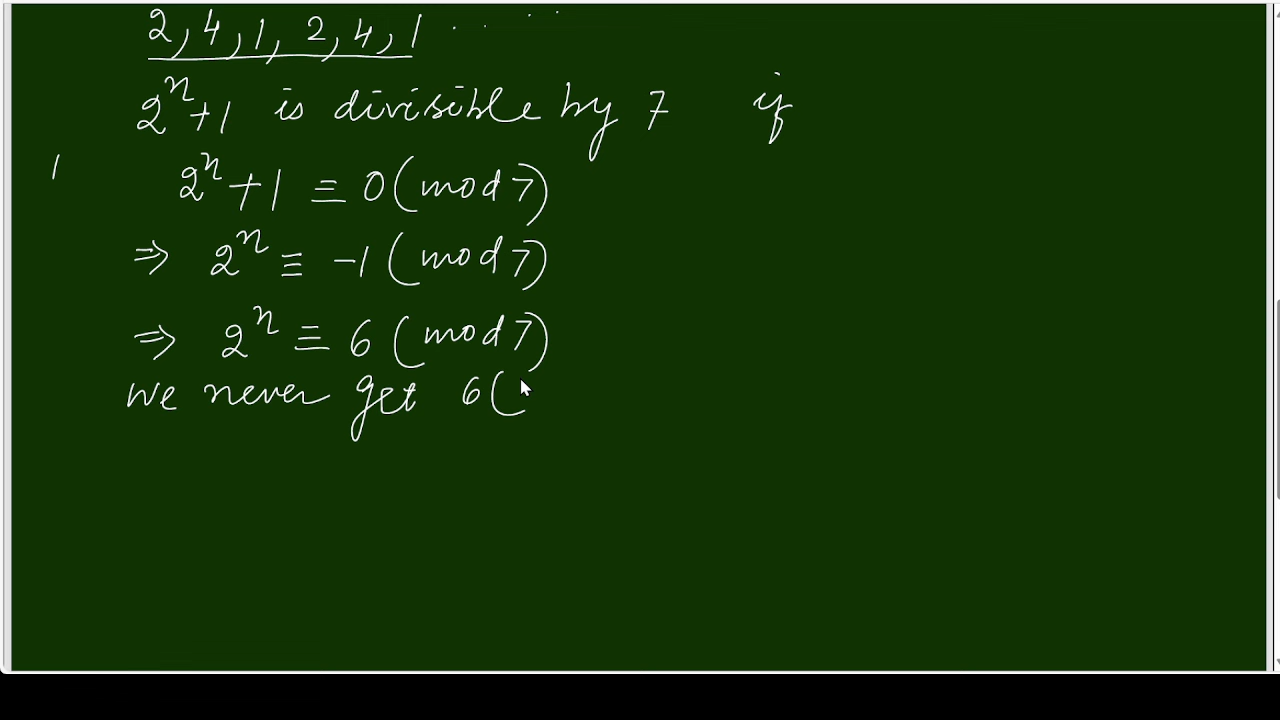 2, 4, 1, 2, 4, 1 . . . .
2ⁿ+1 is divisible by 7 if
1 2ⁿ + 1 ≡ 0 (mod 7)
⇒ 2ⁿ ≡ -1 (mod 7)
⇒ 2ⁿ ≡ 6 (mod 7)
We never get 6(